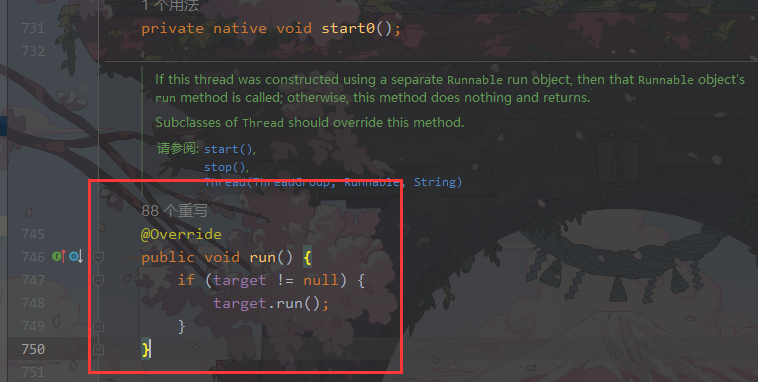 1 个用法
731 private native void start0();
732
If this thread was constructed using a separate Runnable run object, then that Runnable object's
run method is called; otherwise, this method does nothing and returns.
Subclasses of Thread should override this method.
请参阅: start(),
stop(),
Thread(ThreadGroup, Runnable, String)
88 个重写
745 @Override
746 public void run() {
747 if (target != null) {
748 target.run();
749 }
750 }
751